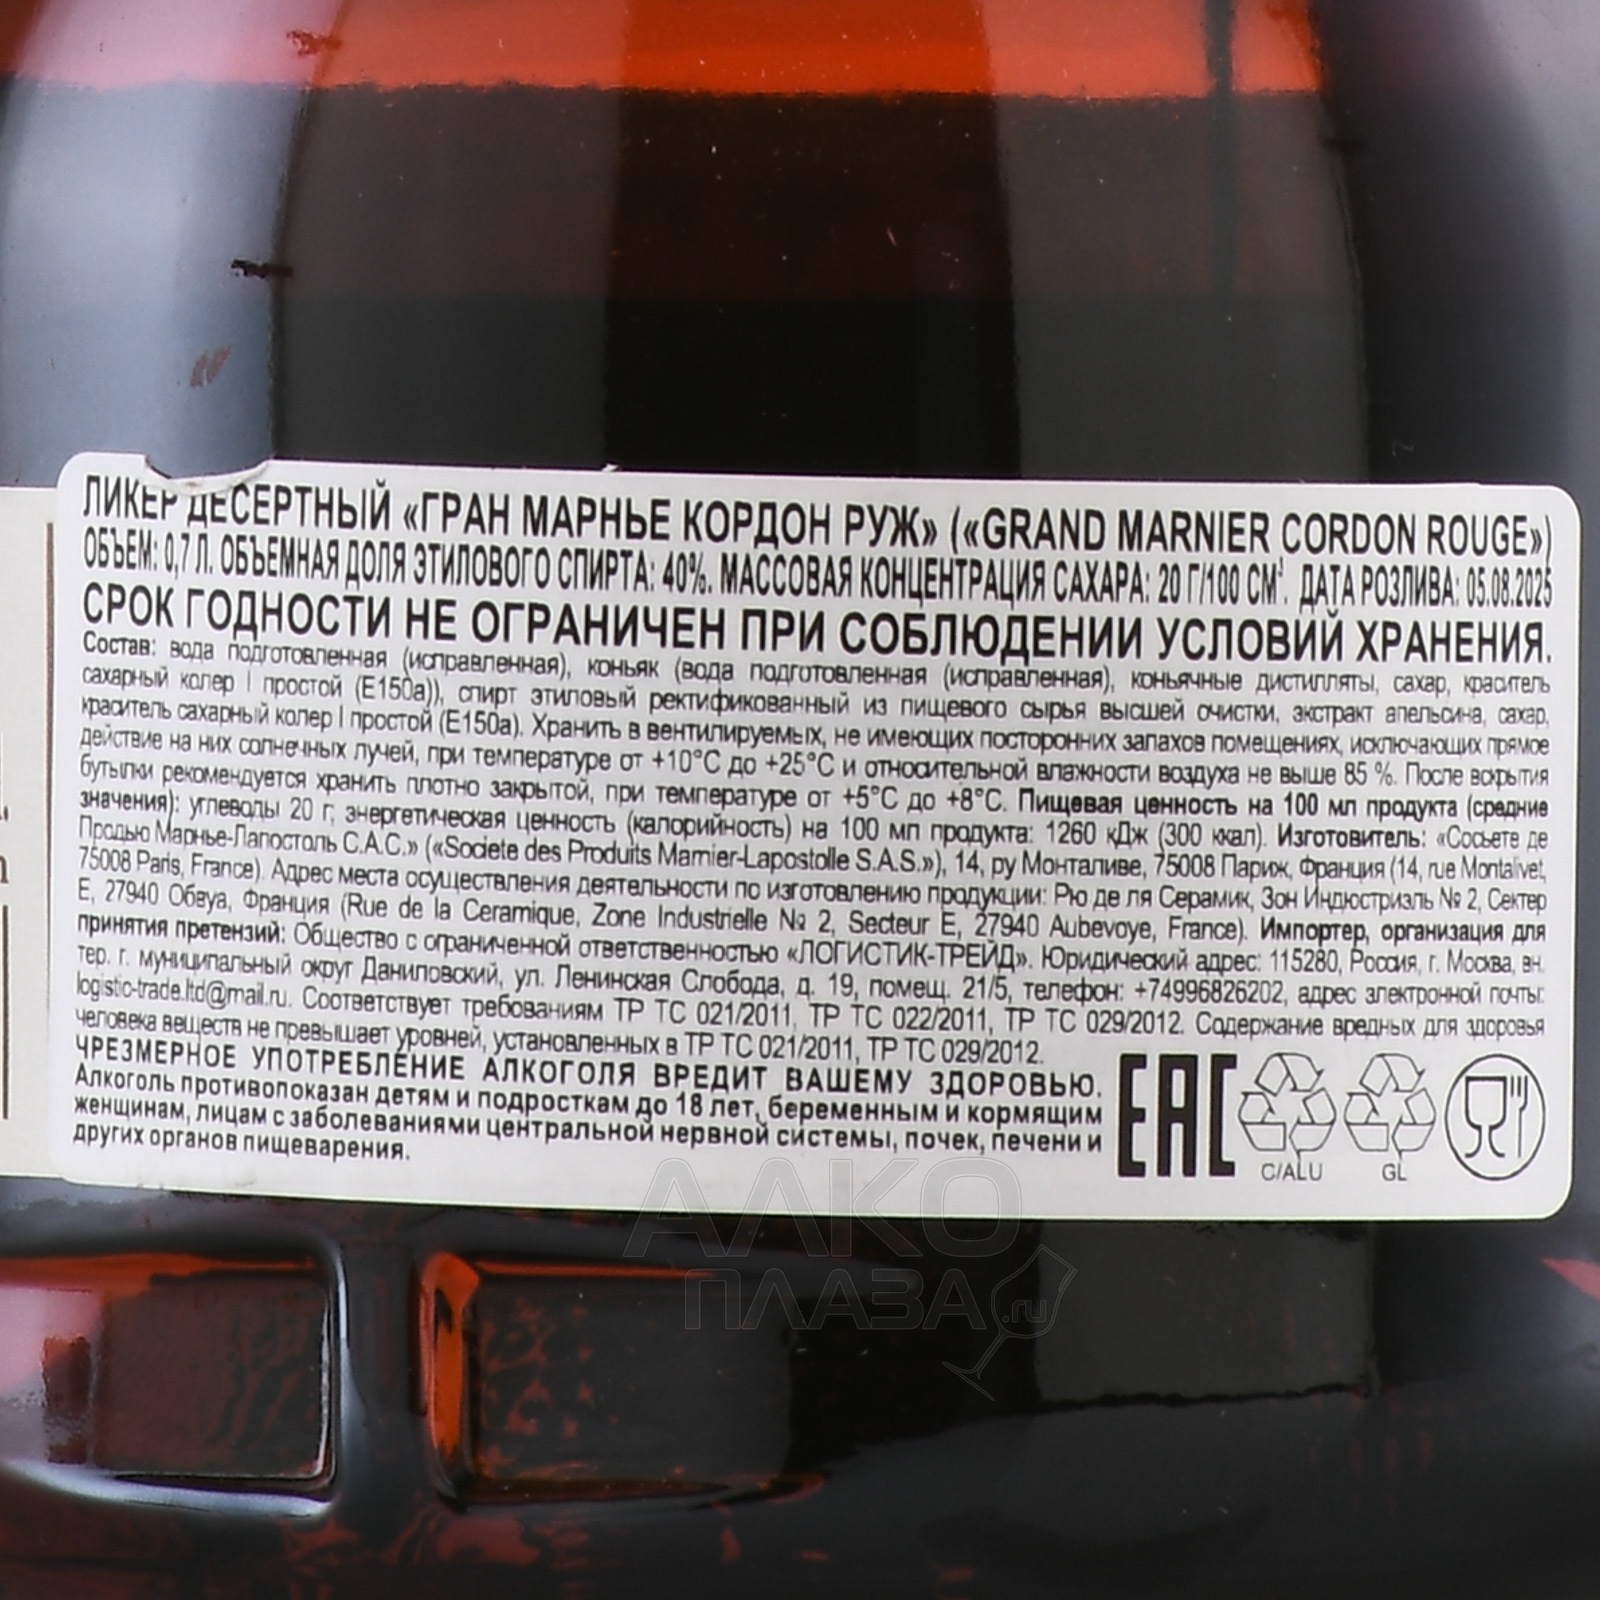 ЛИКЕР ДЕСЕРТНЫЙ «ГРАН МАРНЬЕ КОРДОН РУЖ» («GRAND MARNIER CORDON ROUGE»)
ОБЪЕМ: 0,7 Л. ОБЪЕМНАЯ ДОЛЯ ЭТИЛОВОГО СПИРТА: 40%. МАССОВАЯ КОНЦЕНТРАЦИЯ САХАРА: 20 Г/100 СМ³. ДАТА РОЗЛИВА: 05.08.2025
СРОК ГОДНОСТИ НЕ ОГРАНИЧЕН ПРИ СОБЛЮДЕНИИ УСЛОВИЙ ХРАНЕНИЯ.
Состав: вода подготовленная (исправленная), коньяк (вода подготовленная (исправленная), коньячные дистилляты, сахар, краситель
сахарный колер I простой (Е150а)), спирт этиловый ректификованный из пищевого сырья высшей очистки, экстракт апельсина, сахар,
краситель сахарный колер I простой (Е150а). Хранить в вентилируемых, не имеющих посторонних запахов помещениях, исключающих прямое
действие на них солнечных лучей, при температуре от +10°С до +25°С и относительной влажности воздуха не выше 85 %. После вскрытия
бутылки рекомендуется хранить плотно закрытой, при температуре от +5°С до +8°С. Пищевая ценность на 100 мл продукта (средние
значения): углеводы 20 г; энергетическая ценность (калорийность) на 100 мл продукта: 1260 кДж (300 ккал). Изготовитель: «Сосьете де
Продью Марнье-Лапостоль С.А.С.» («Societe des Produits Marnier-Lapostolle S.A.S.»), 14, ру Монталиве, 75008 Париж, Франция (14, rue Montalivet,
75008 Paris, France). Адрес места осуществления деятельности по изготовлению продукции: Рю де ля Серамик, Зон Индюстриэль № 2, Сектер
Е, 27940 Обвуа, Франция (Rue de la Ceramique, Zone Industrielle № 2, Secteur E, 27940 Aubevoye, France). Импортер, организация для
принятия претензий: Общество с ограниченной ответственностью «ЛОГИСТИК-ТРЕЙД». Юридический адрес: 115280, Россия, г. Москва, вн.
тер. г. муниципальный округ Даниловский, ул. Ленинская Слобода, д. 19, помещ. 21/5, телефон: +74996826202, адрес электронной почты:
logistic-trade.ltd@mail.ru. Соответствует требованиям ТР ТС 021/2011, ТР ТС 022/2011, ТР ТС 029/2012. Содержание вредных для здоровья
человека веществ не превышает уровней, установленных в ТР ТС 021/2011, ТР ТС 029/2012.
ЧРЕЗМЕРНОЕ УПОТРЕБЛЕНИЕ АЛКОГОЛЯ ВРЕДИТ ВАШЕМУ ЗДОРОВЬЮ.
Алкоголь противопоказан детям и подросткам до 18 лет, беременным и кормящим
женщинам, лицам с заболеваниями центральной нервной системы, почек, печени и
других органов пищеварения.
EAC
C/ALU
GL
АЛКО
ПЛАЗА.ru